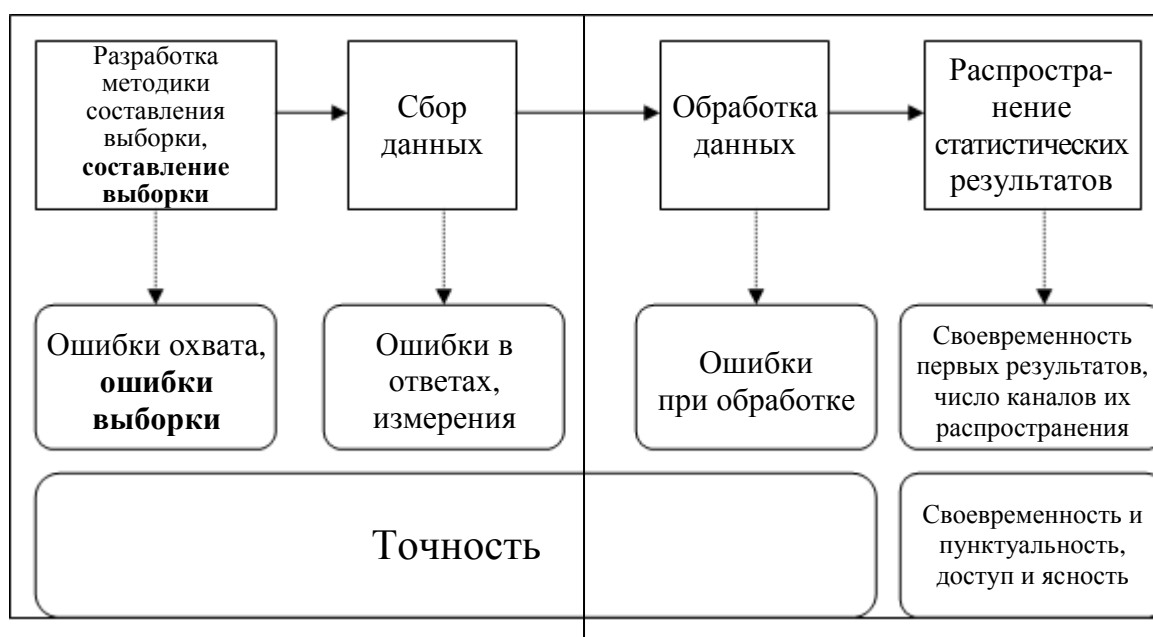 Разработка
методики
составления
выборки,
составление
выборки
Сбор
данных
Обработка
данных
Распростра-
нение
статистических
результатов
Ошибки охвата,
ошибки
выборки
Ошибки в
ответах,
измерения
Ошибки
при обработке
Своевременность
первых результатов,
число каналов их
распространения
Точность
Своевременность и
пунктуальность,
доступ и ясность